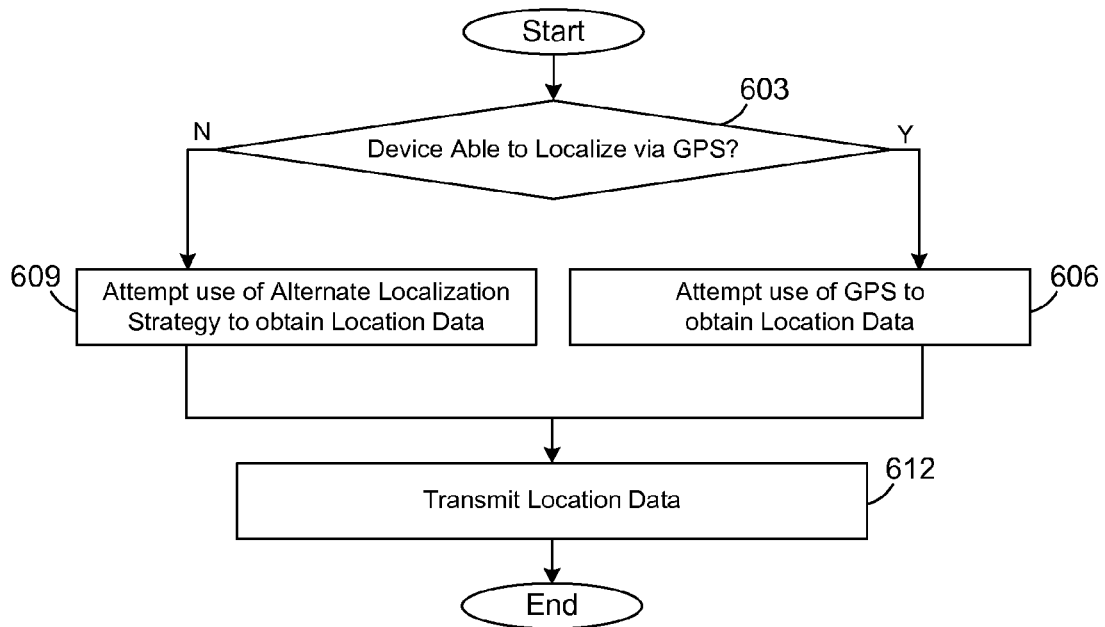 Start
603
N
Device Able to Localize via GPS?
Y
609
Attempt use of Alternate Localization
Strategy to obtain Location Data
Attempt use of GPS to
obtain Location Data
606
Transmit Location Data
612
End